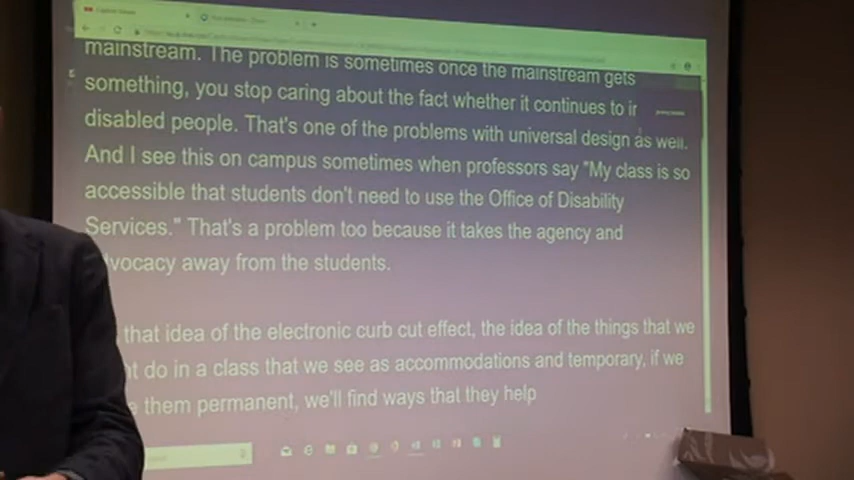 mainstream. The problem is sometimes once the mainstream gets
something, you stop caring about the fact whether it continues to
disabled people. That's one of the problems with universal design as well.
And I see this on campus sometimes when professors say "My class is so
accessible that students don't need to use the Office of Disability
Services." That's a problem too because it takes the agency and
vocacy away from the students.
that idea of the electronic curb cut effect, the idea of the things that we
do in a class that we see as accommodations and temporary, if we
them permanent, we'll find ways that they help